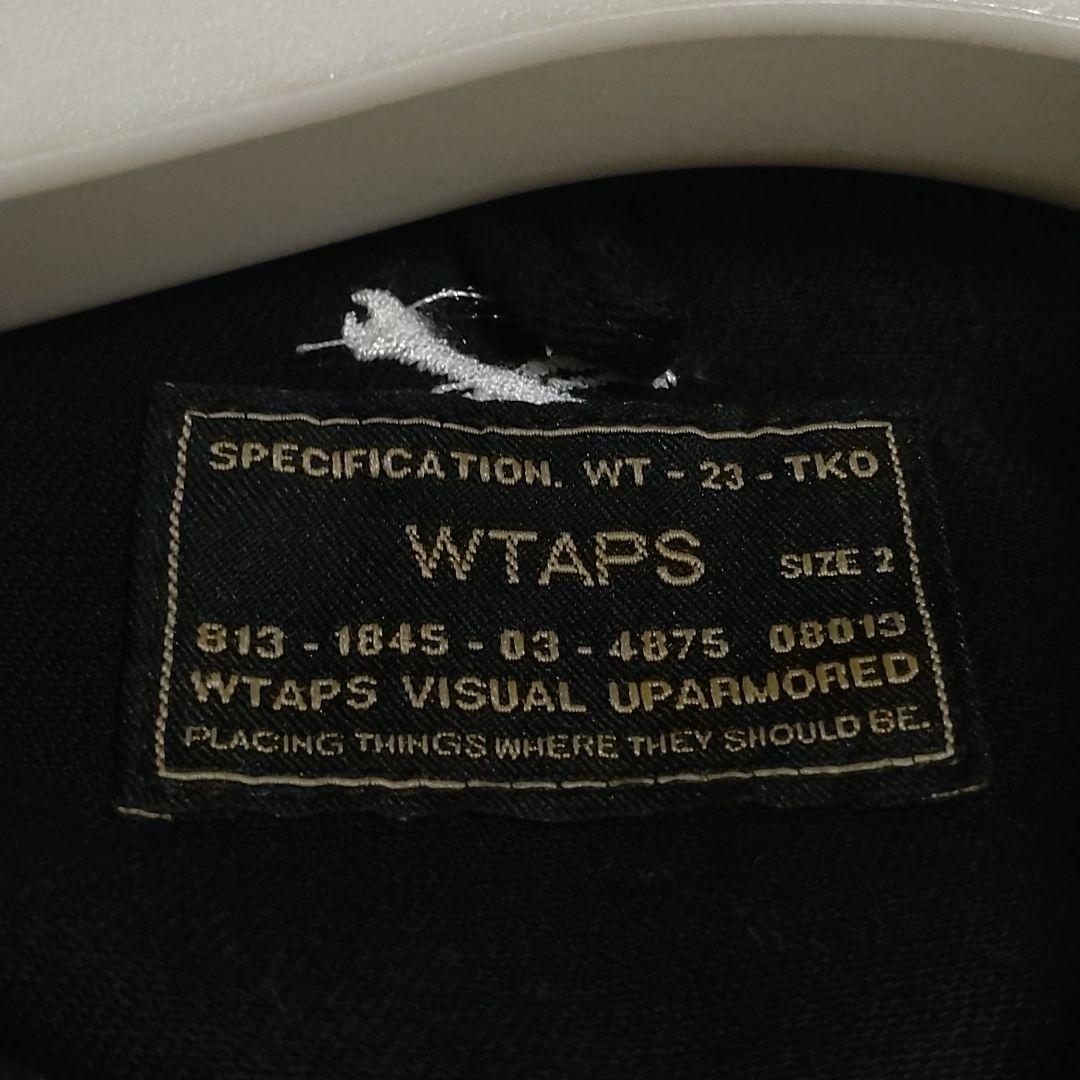 SPECIFICATION. WT - 23 - TKO
WTAPS SIZE 2
813 - 1845 - 03 - 4875 08013
WTAPS VISUAL UPARMORED
PLACING THINGS WHERE THEY SHOULD BE.